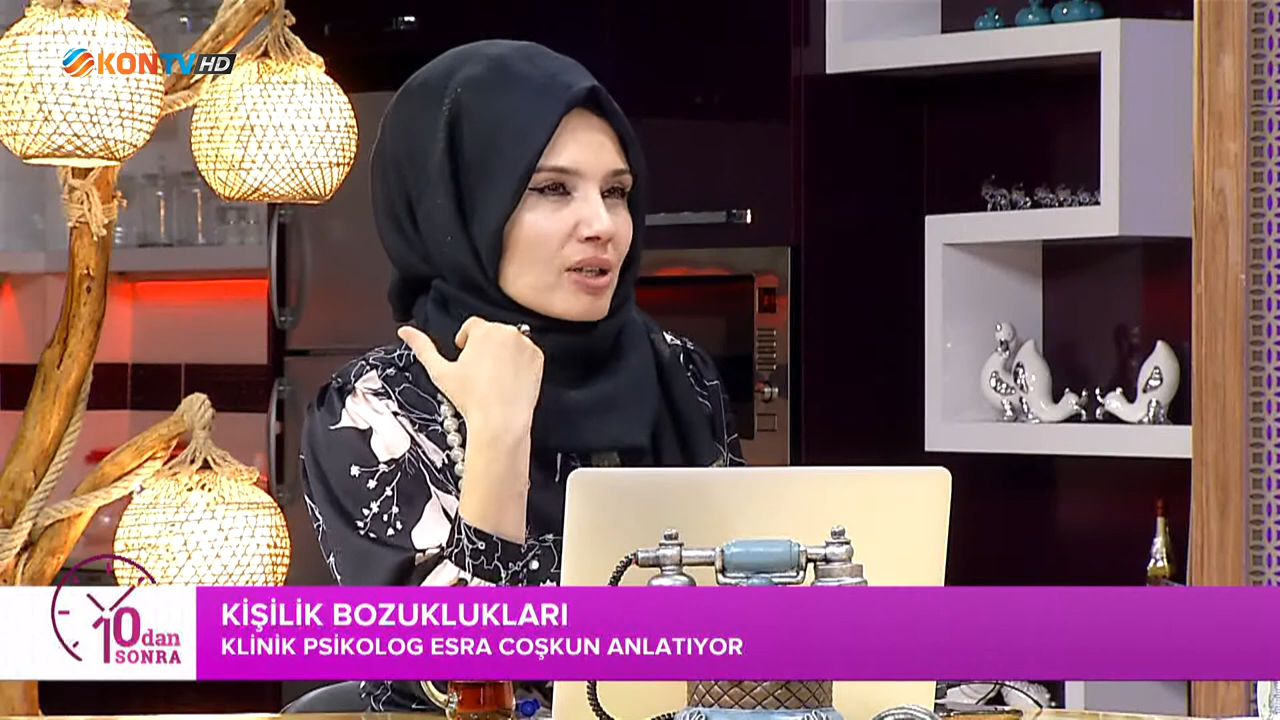 KONTV HD
KİŞİLİK BOZUKLUKLARI
KLİNİK PSİKOLOG ESRA COŞKUN ANLATIYOR
10dan
SONRA